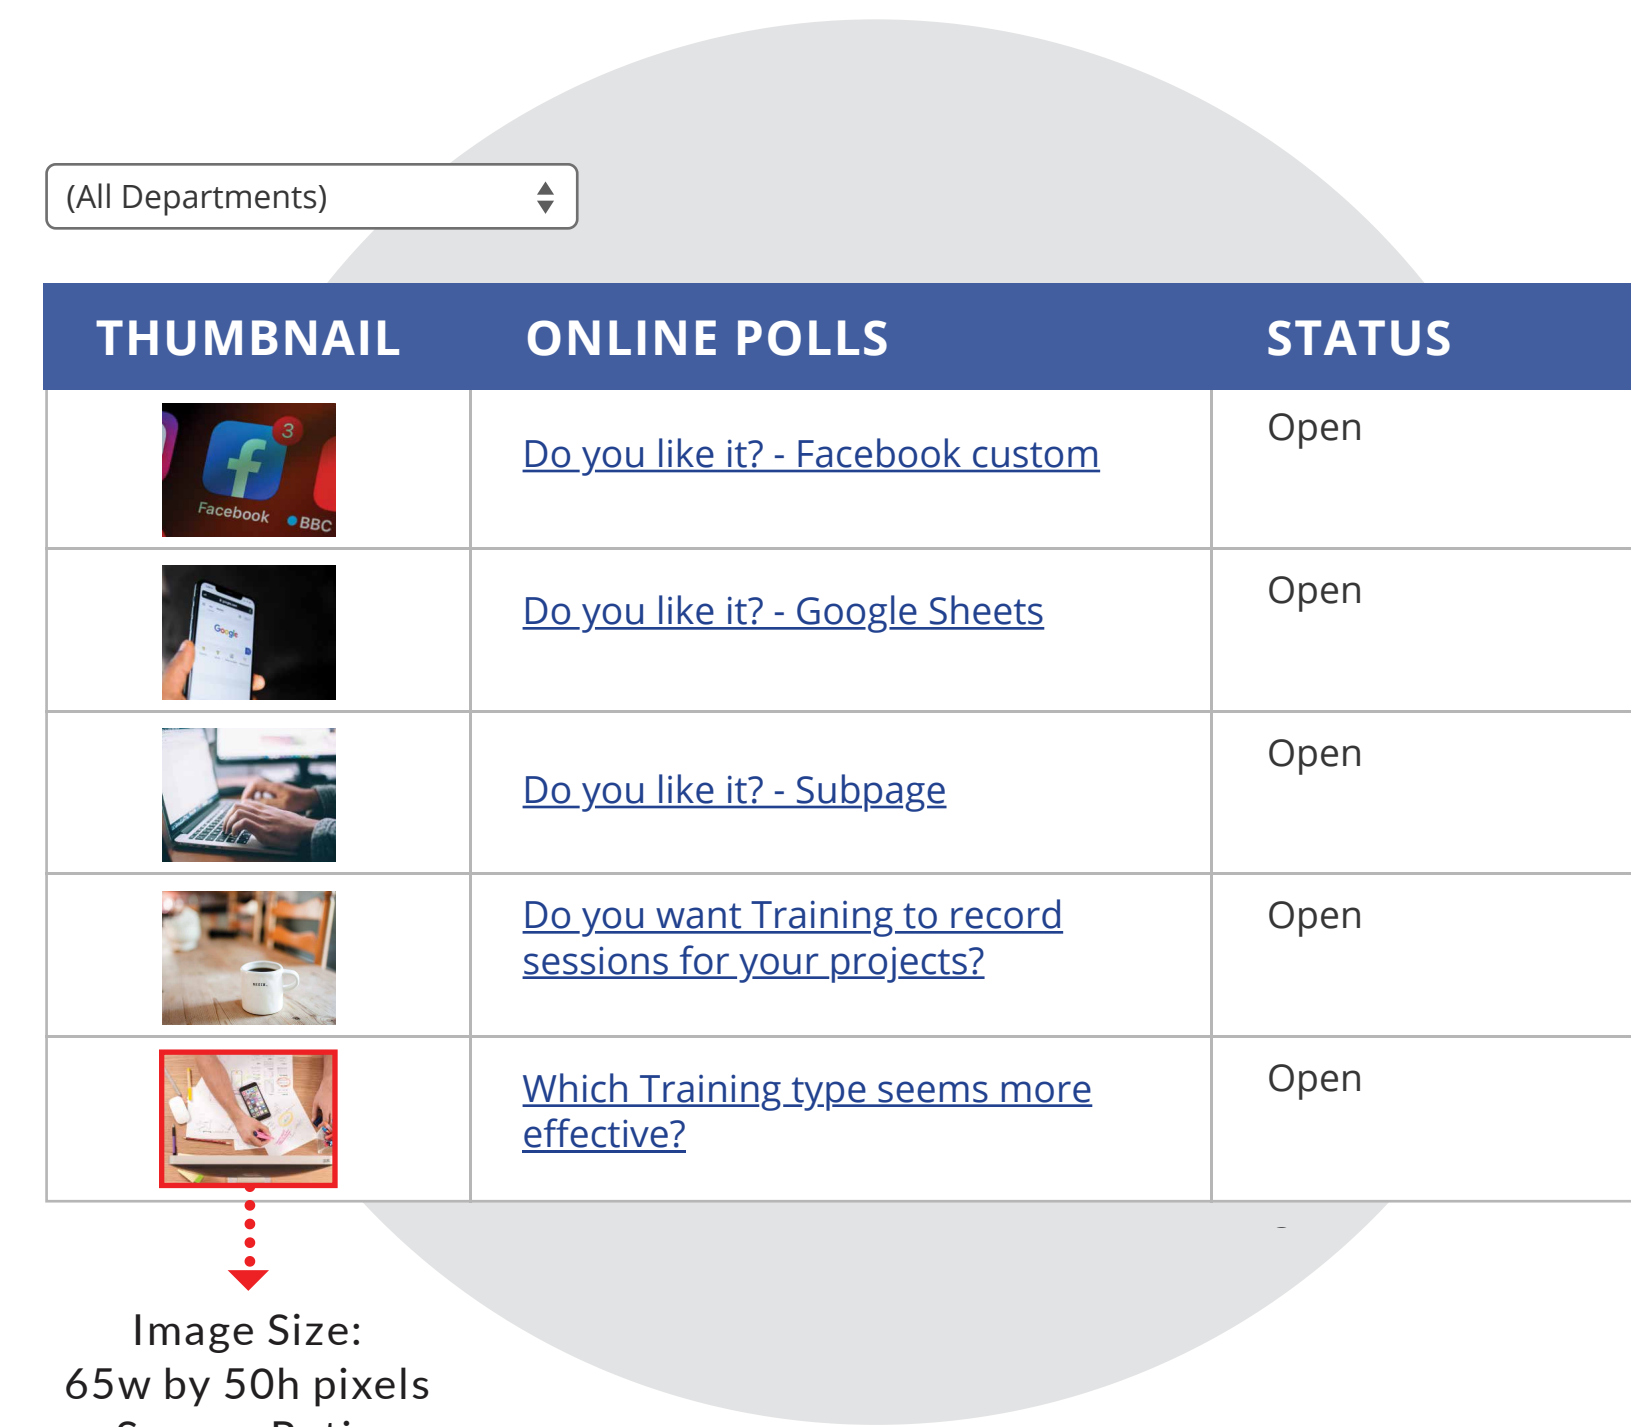 (All Departments)
THUMBNAIL ONLINE POLLS STATUS
3
Facebook
BBC
Do you like it? - Facebook custom
Open
Google
Do you like it? - Google Sheets
Open
Do you like it? - Subpage
Open
Do you want Training to record
sessions for your projects?
Open
Which Training type seems more
effective?
Open
Image Size:
65w by 50h pixels